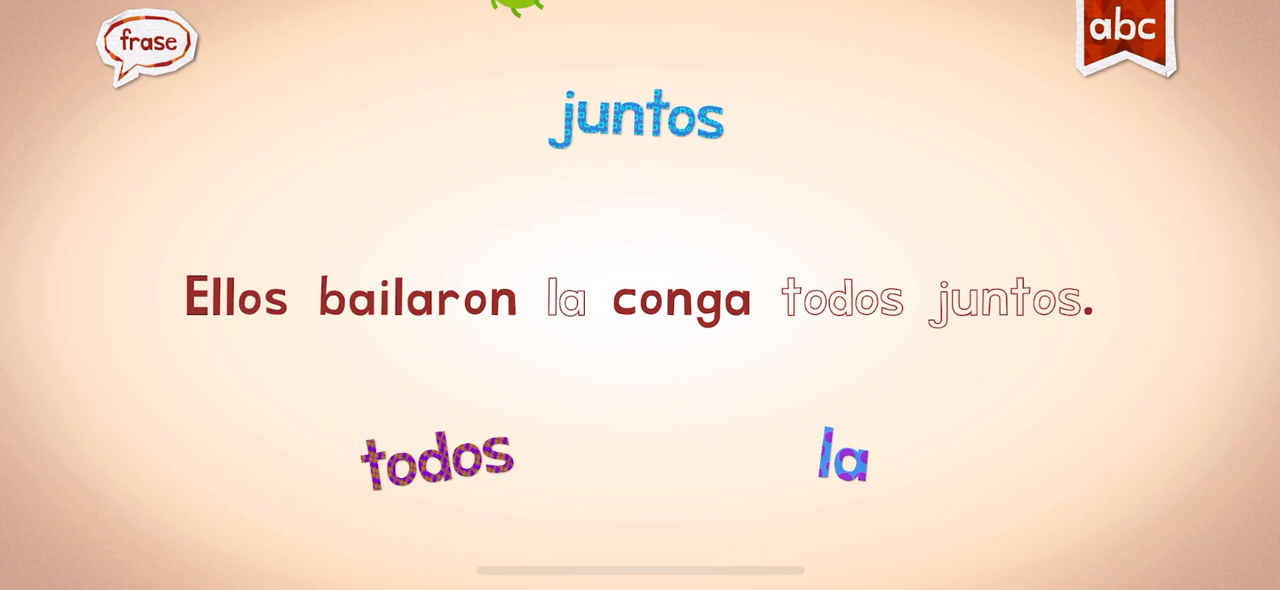 frase
abc
juntos
Ellos bailaron la conga todos juntos.
todos
la